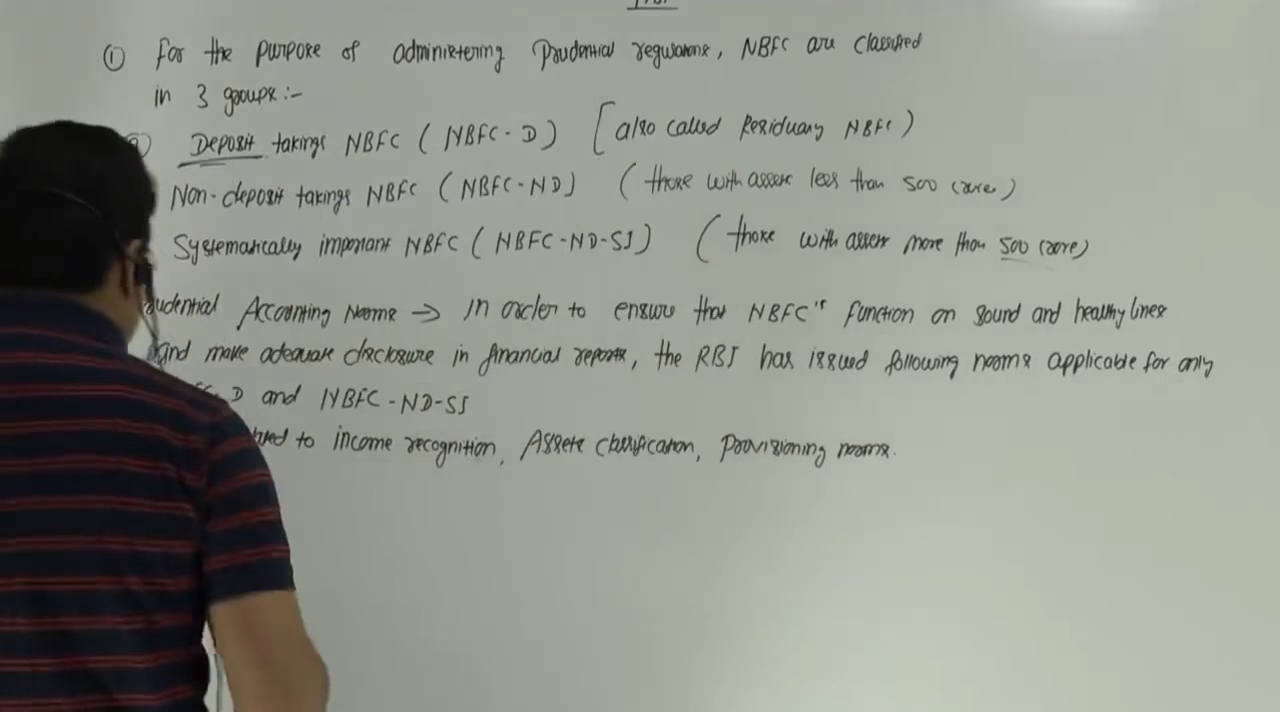 ① for the purpose of administering Prudential regulations, NBFC are classified
in 3 groups :-
Deposit takings NBFC ( NBFC - D ) [ also called Residuary NBFC )
Non-deposit takings NBFC ( NBFC-ND ) ( those with assets less than 500 crore )
Systematically important NBFC ( NBFC-ND-SI ) ( those with assets more than 500 crore )
udential Accounting Norms → In order to ensure that NBFC's function on sound and healthy lines
and make adequate disclosure in financial reports, the RBI has issued following norms applicable for only
D and NBFC-ND-SI
to income recognition, Assets classification, Provisioning norms.